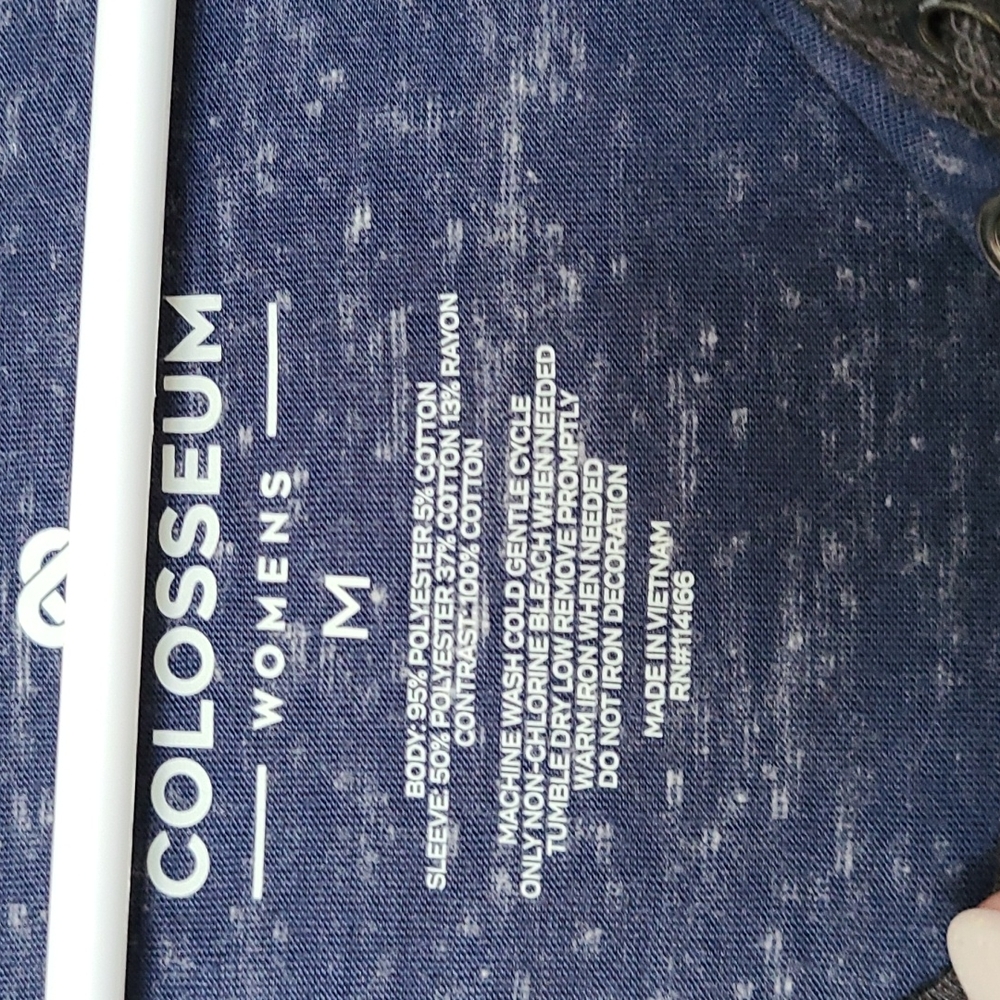 COLOSSEUM
WOMENS
M
BODY: 95% POLYESTER 5% COTTON
SLEEVE: 50% POLYESTER 37% COTTON 13% RAYON
CONTRAST: 100% COTTON
MACHINE WASH COLD GENTLE CYCLE
ONLY NON-CHLORINE BLEACH WHEN NEEDED
TUMBLE DRY LOW REMOVE PROMPTLY
WARM IRON WHEN NEEDED
DO NOT IRON DECORATION
MADE IN VIETNAM
RN#114166